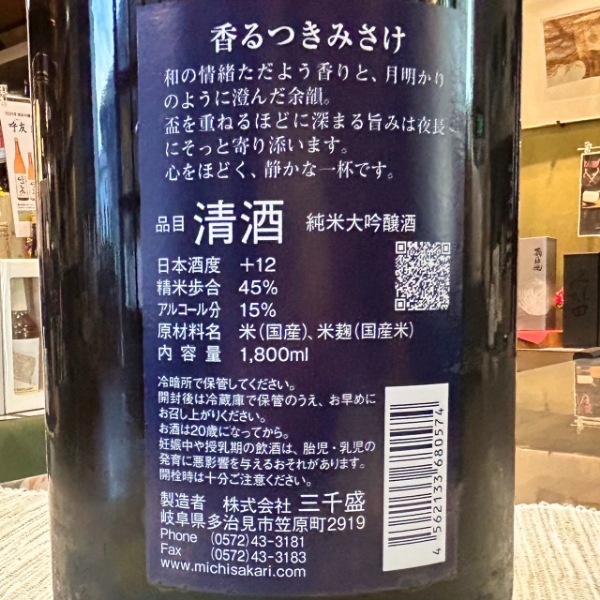 香るつきみさけ
和の情緒ただよう香りと、月明かり
のように澄んだ余韻。
盃を重ねるほどに深まる旨みは夜長
にそっと寄り添います。
心をほどく、静かな一杯です。
品目 清酒 純米大吟醸酒
日本酒度 +12
精米歩合 45%
アルコール分 15%
原材料名 米(国産)、米麹(国産米)
内容量 1,800ml
冷暗所で保管してください。
開封後は冷蔵庫で保管のうえ、お早めに
お召し上がりください。
お酒は20歳になってから。
妊娠中や授乳期の飲酒は、胎児・乳児の
発育に悪影響を与えるおそれがあります。
開栓時は十分ご注意ください。
製造者 株式会社 三千盛
岐阜県多治見市笠原町2919
Phone (0572)43-3181
Fax (0572)43-3183
www.michisakari.com
4562133680574